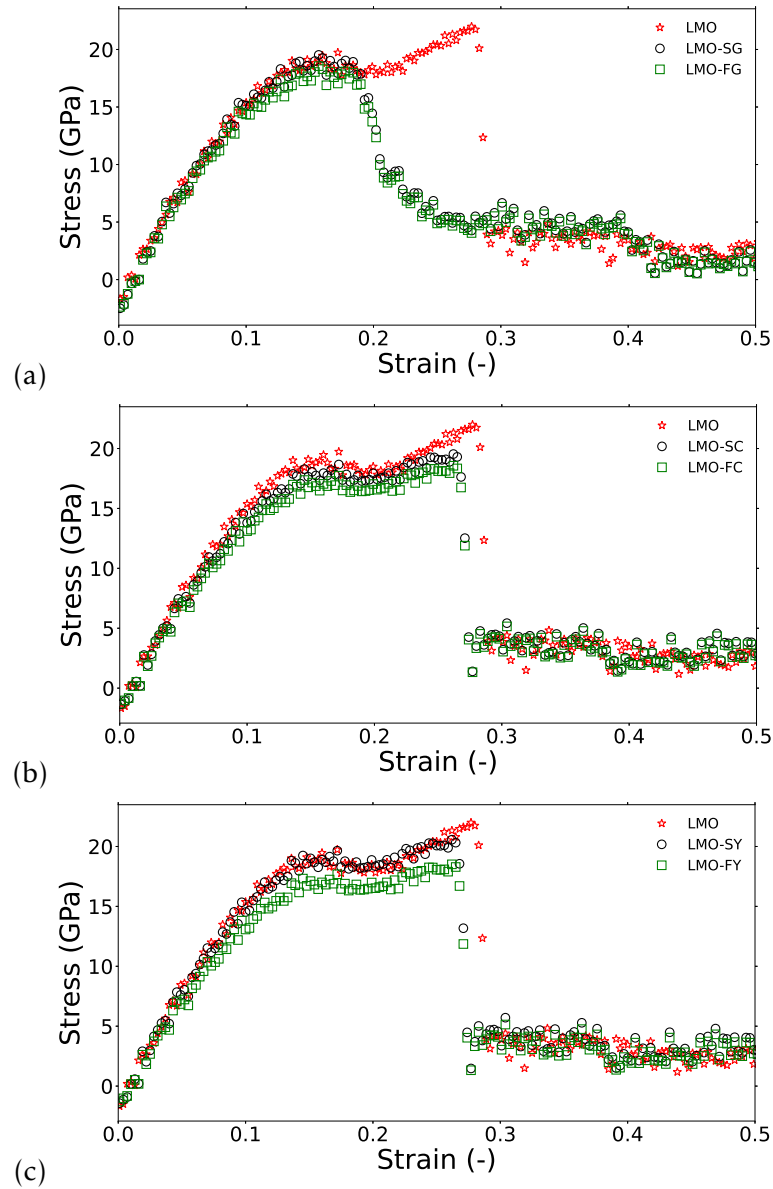 20
15
10
5
0
Stress (GPa)
LMO
LMO-SG
LMO-FG
0.0 0.1 0.2 0.3 0.4 0.5
Strain (-)
(a)
20
15
10
5
0
Stress (GPa)
LMO
LMO-SC
LMO-FC
0.0 0.1 0.2 0.3 0.4 0.5
Strain (-)
(b)
20
15
10
5
0
Stress (GPa)
LMO
LMO-SY
LMO-FY
0.0 0.1 0.2 0.3 0.4 0.5
Strain (-)
(c)